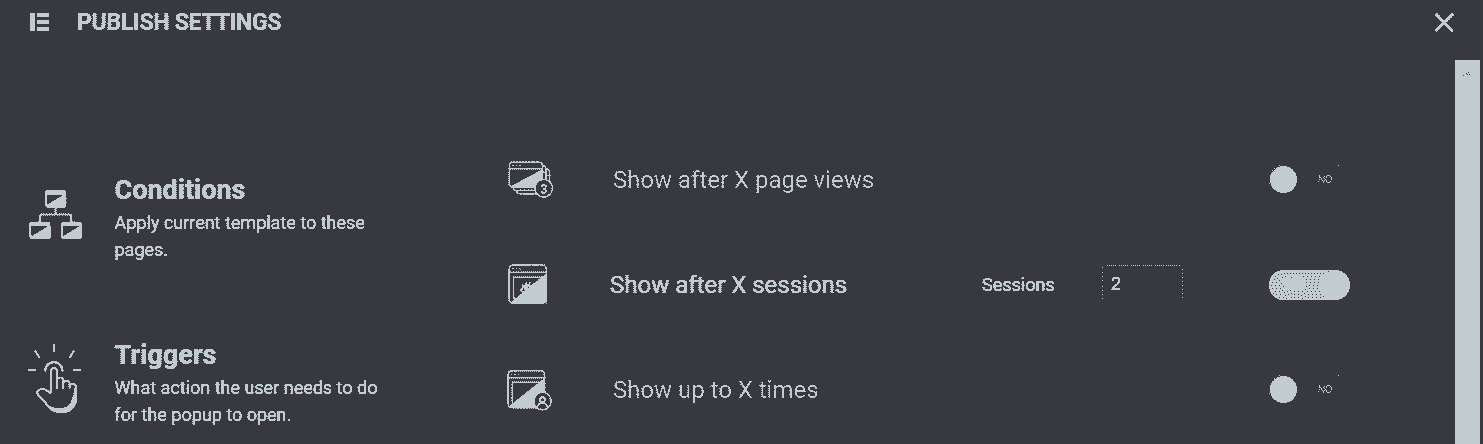 PUBLISH SETTINGS
Conditions
Apply current template to these
pages.
Triggers
What action the user needs to do
for the popup to open.
3
Show after X page views
NO
Show after X sessions
Sessions
2
Show up to X times
NO